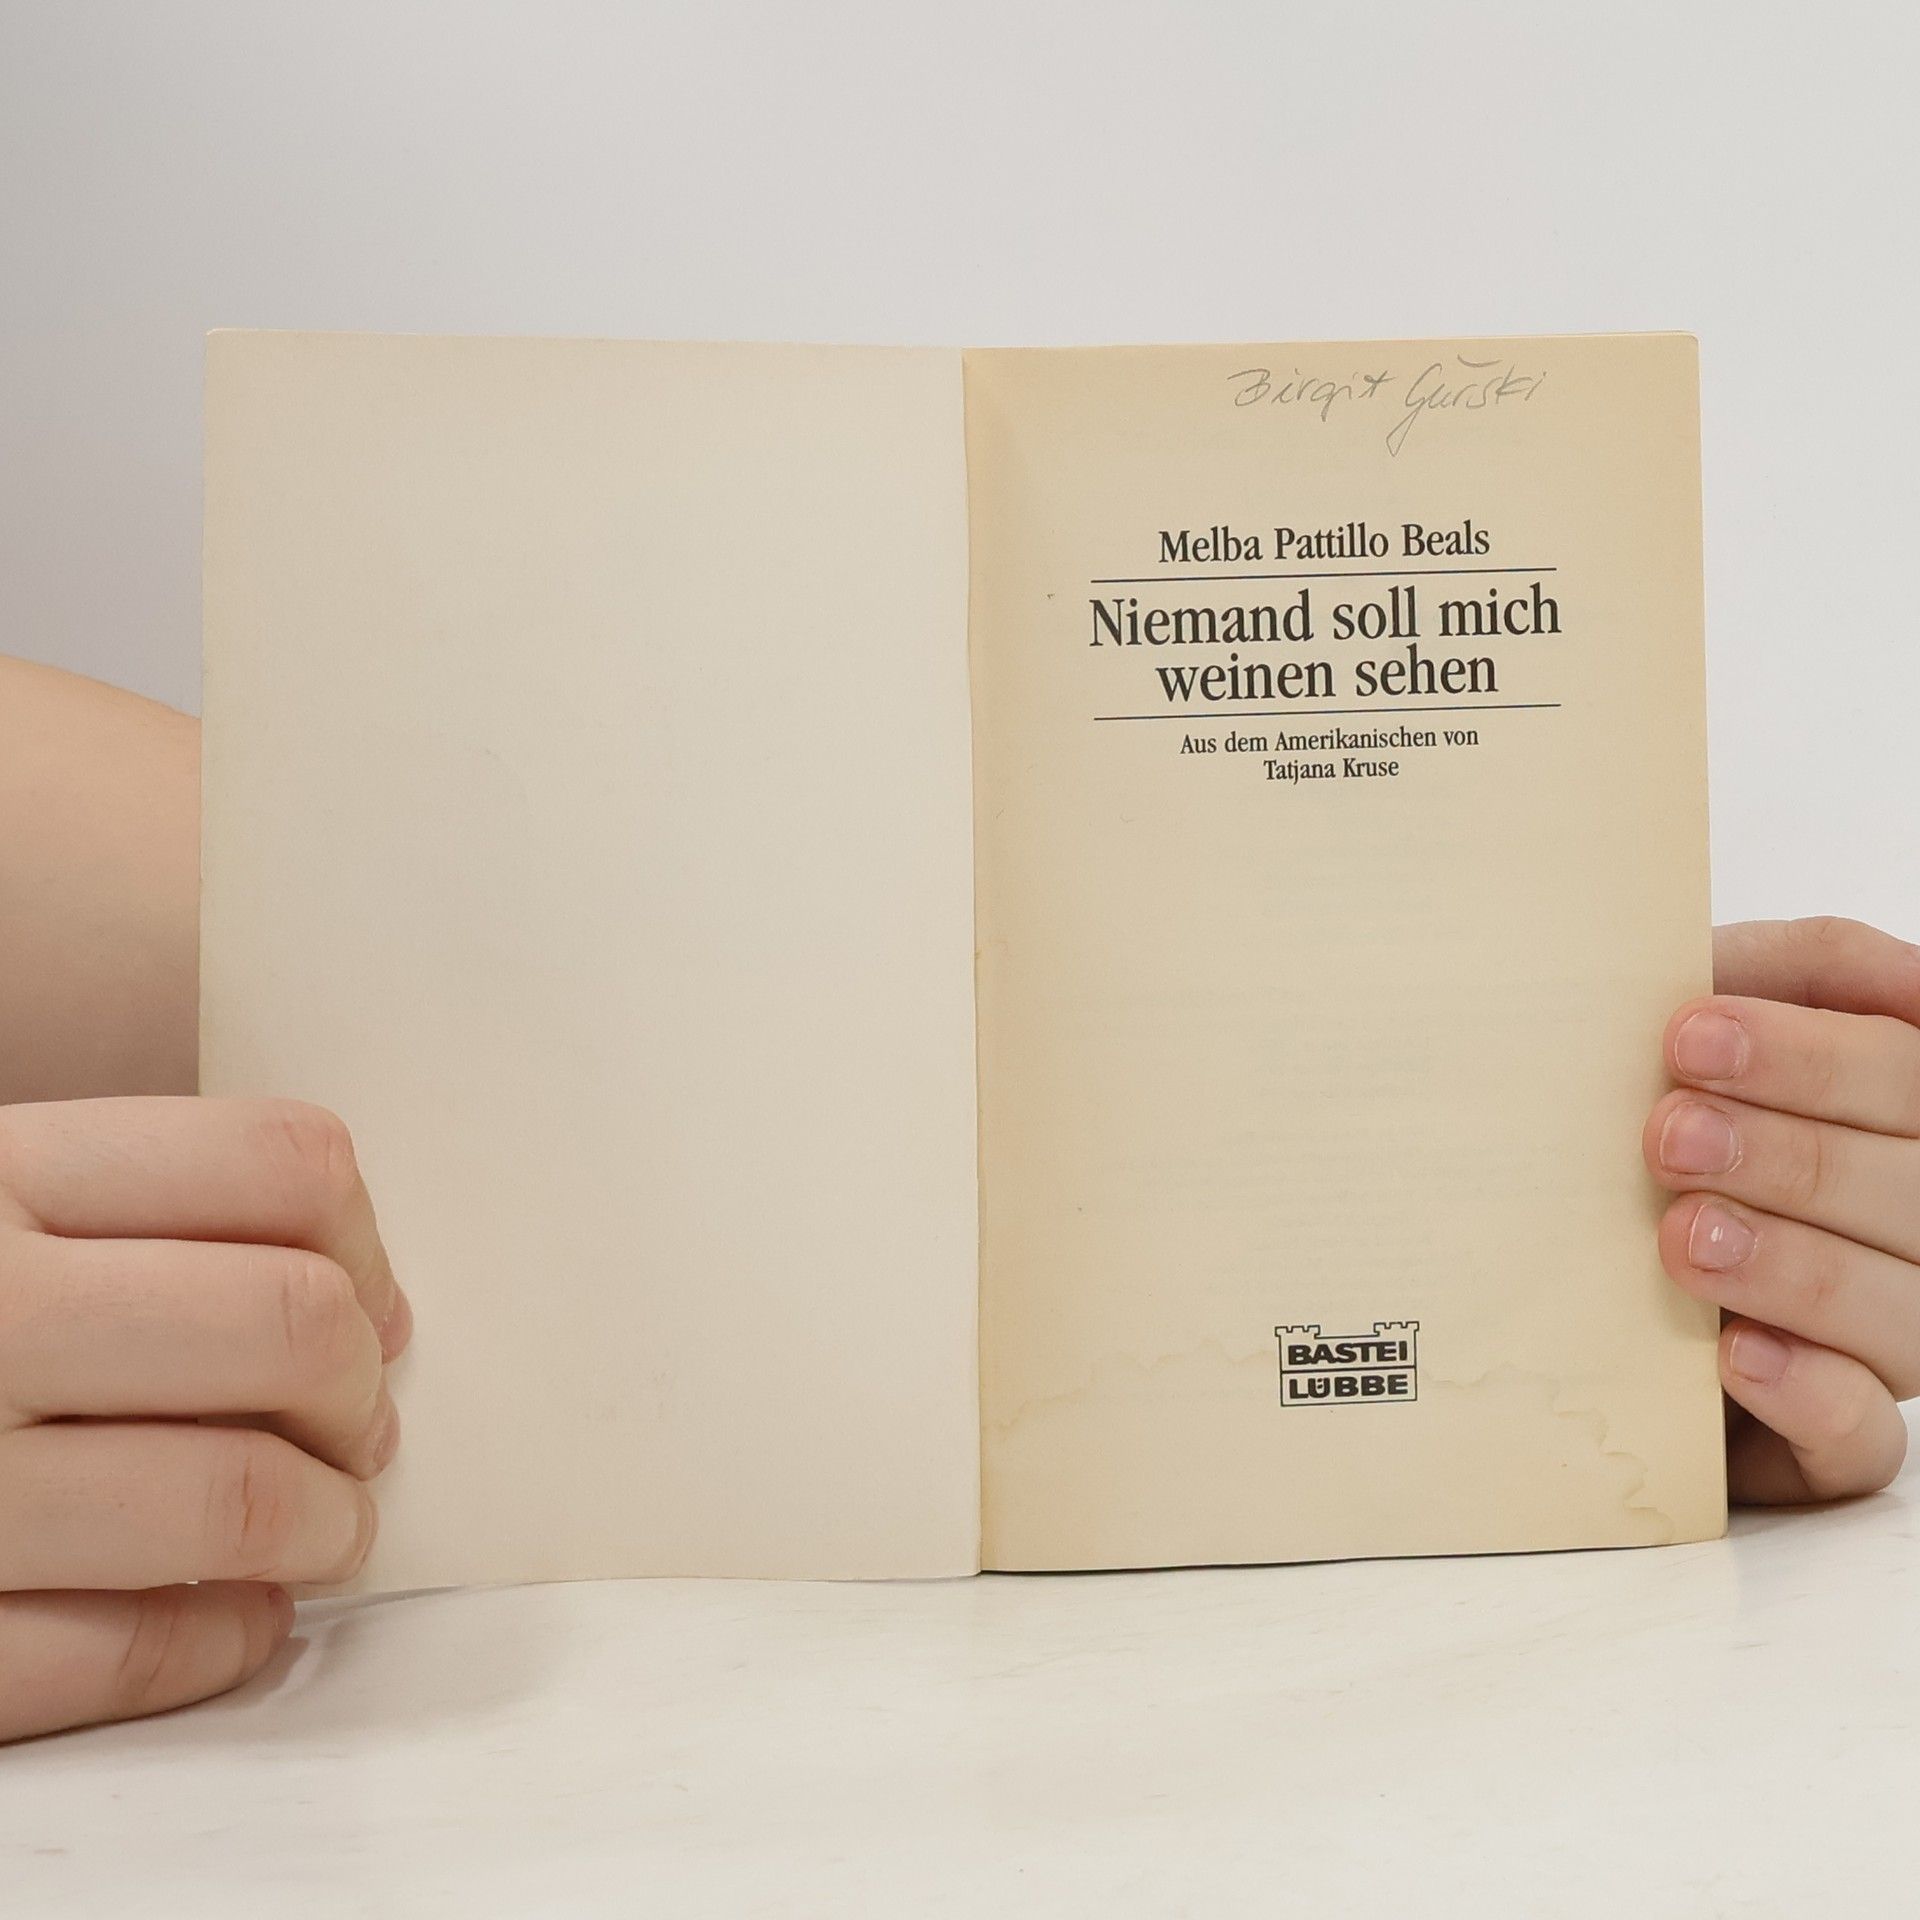 Birgit Gurski
Melba Pattillo Beals
Niemand soll mich
weinen sehen
Aus dem Amerikanischen von
Tatjana Kruse
BASTEI
LÜBBE